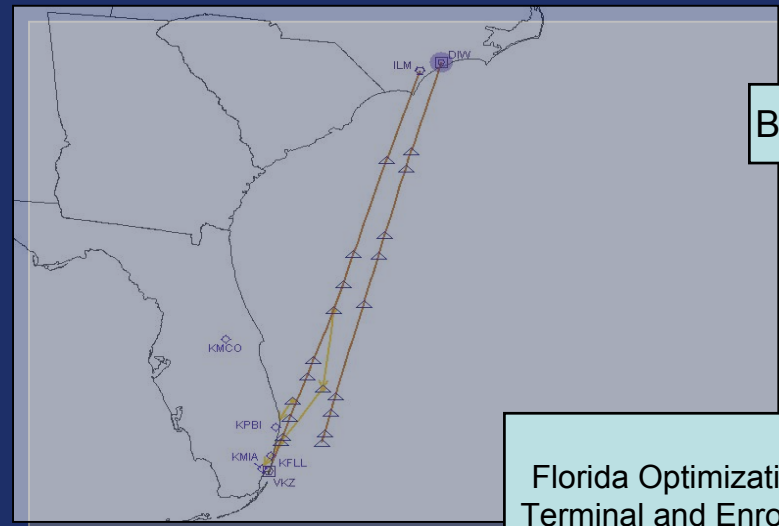 DIW
ILM
B
KMCO
KPBI
KMIA
KFLL
VKZ
Florida Optimizati
Terminal and Enro